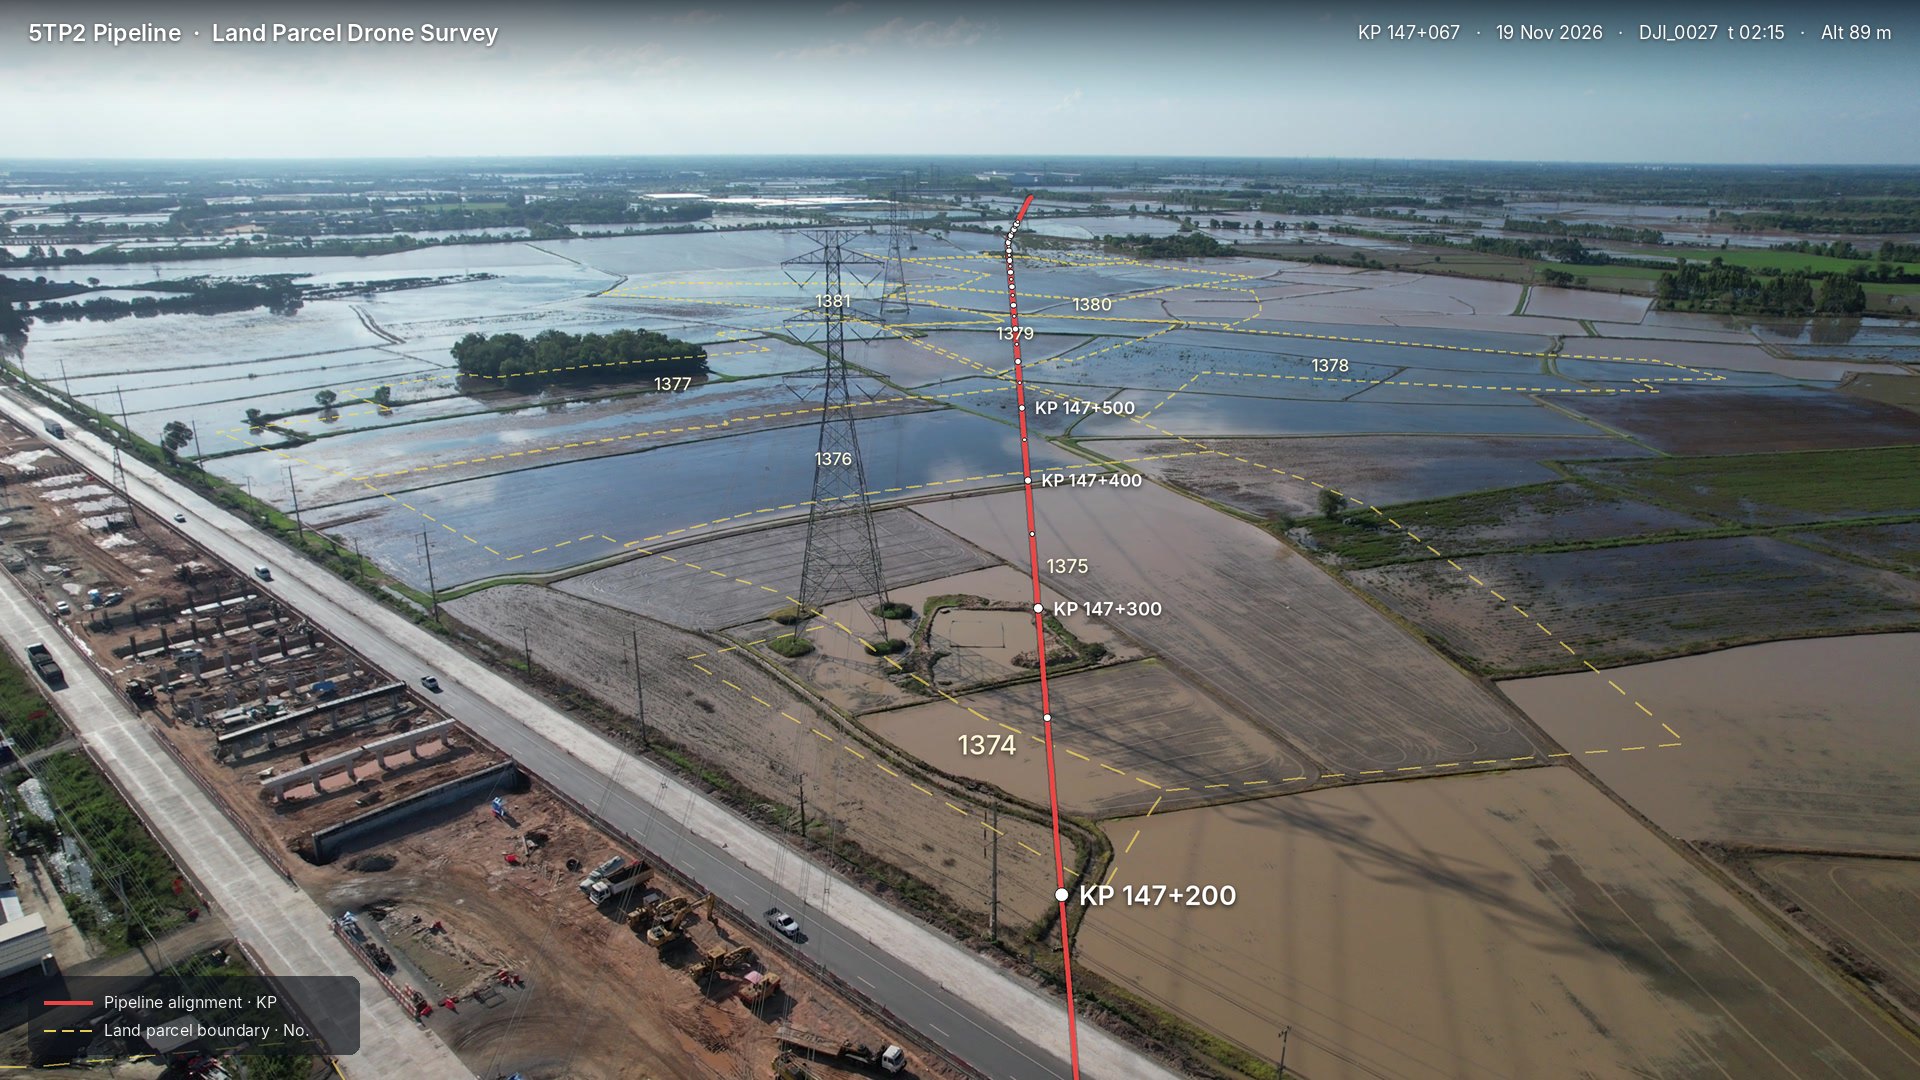 5TP2 Pipeline · Land Parcel Drone Survey
KP 147+067 · 19 Nov 2026 · DJI_0027 t 02:15 · Alt 89 m
1381
1380
1379
1378
1377
KP 147+500
1376
KP 147+400
1375
KP 147+300
1374
KP 147+200
Pipeline alignment · KP
Land parcel boundary · No.